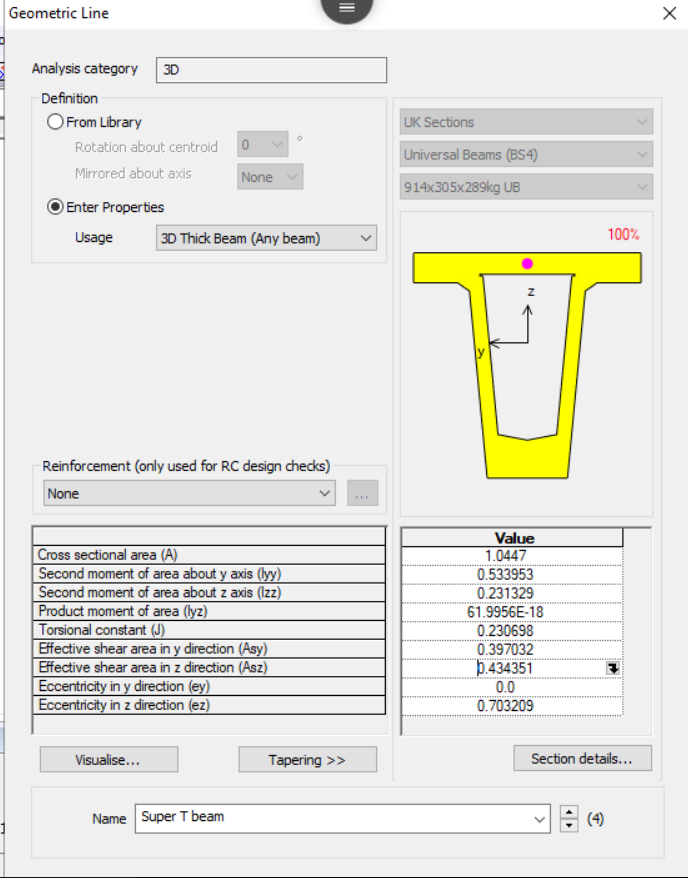 Geometric Line
Analysis category 3D
Definition
From Library
Rotation about centroid 0 °
Mirrored about axis None
Enter Properties
Usage 3D Thick Beam (Any beam)
UK Sections
Universal Beams (BS4)
914x305x289kg UB
100%
z
y
Reinforcement (only used for RC design checks)
None ...
Value
Cross sectional area (A) 1.0447
Second moment of area about y axis (Iyy) 0.533953
Second moment of area about z axis (Izz) 0.231329
Product moment of area (Iyz) 61.9956E-18
Torsional constant (J) 0.230698
Effective shear area in y direction (Asy) 0.397032
Effective shear area in z direction (Asz) 0.434351
Eccentricity in y direction (ey) 0.0
Eccentricity in z direction (ez) 0.703209
Visualise... Tapering >> Section details...
Name Super T beam (4)